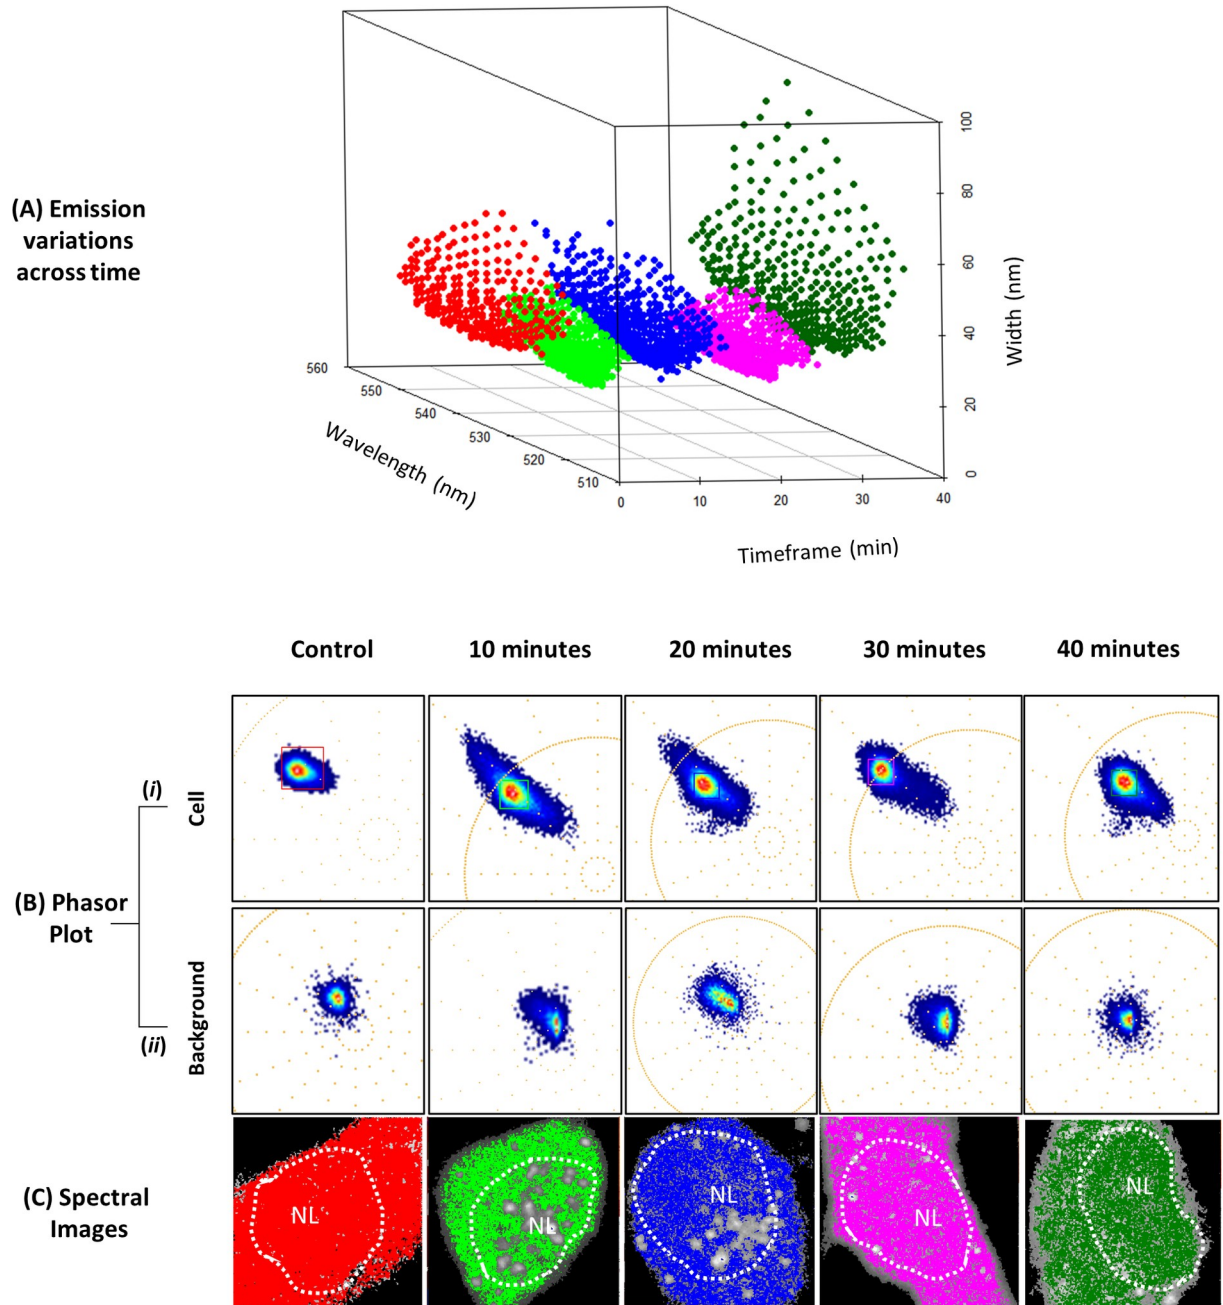 (A) Emission
variations
across time
100
80
60
40
20
0
Width (nm)
560
550
540
530
520
510
Wavelength (nm)
0 10 20 30 40
Timeframe (min)
Control 10 minutes 20 minutes 30 minutes 40 minutes
(B) Phasor
Plot
(i)
Cell
(ii)
Background
(C) Spectral
Images
NL NL NL NL NL